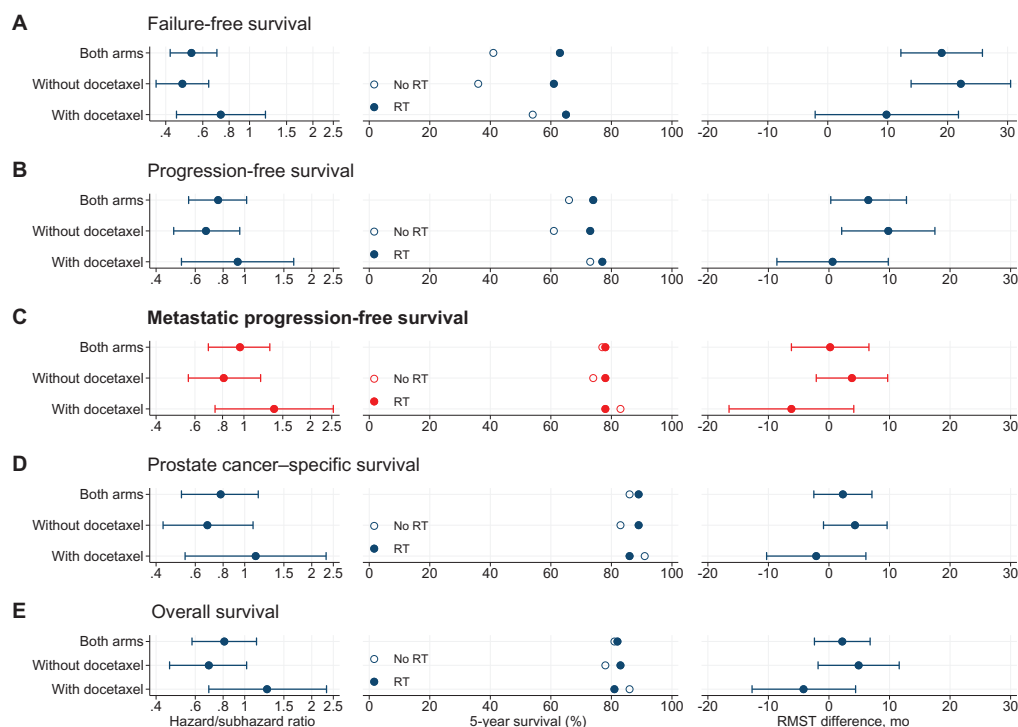 A Failure-free survival
Both arms
Without docetaxel
With docetaxel
No RT
RT
.4 .6 .8 1 1.5 2 2.5
0 20 40 60 80 100
-20 -10 0 10 20 30
B Progression-free survival
Both arms
Without docetaxel
With docetaxel
No RT
RT
.4 .6 .8 1 1.5 2 2.5
0 20 40 60 80 100
-20 -10 0 10 20 30
C Metastatic progression-free survival
Both arms
Without docetaxel
With docetaxel
No RT
RT
.4 .6 .8 1 1.5 2 2.5
0 20 40 60 80 100
-20 -10 0 10 20 30
D Prostate cancer–specific survival
Both arms
Without docetaxel
With docetaxel
No RT
RT
.4 .6 .8 1 1.5 2 2.5
0 20 40 60 80 100
-20 -10 0 10 20 30
E Overall survival
Both arms
Without docetaxel
With docetaxel
No RT
RT
.4 .6 .8 1 1.5 2 2.5
0 20 40 60 80 100
-20 -10 0 10 20 30
Hazard/subhazard ratio
5-year survival (%)
RMST difference, mo